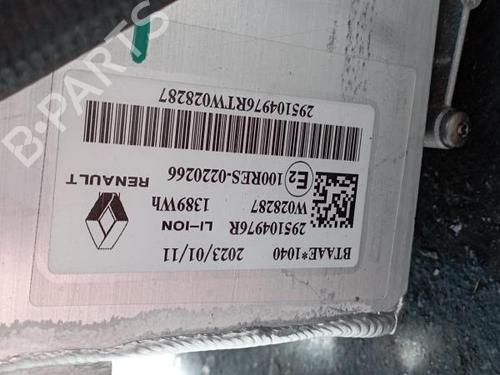 BTAAE*1040 2023/01/11
295104976R LI-ION
W028287 1389Wh
E2 100RES-0220266
RENAULT
295104976RTW028287
B-PARTS